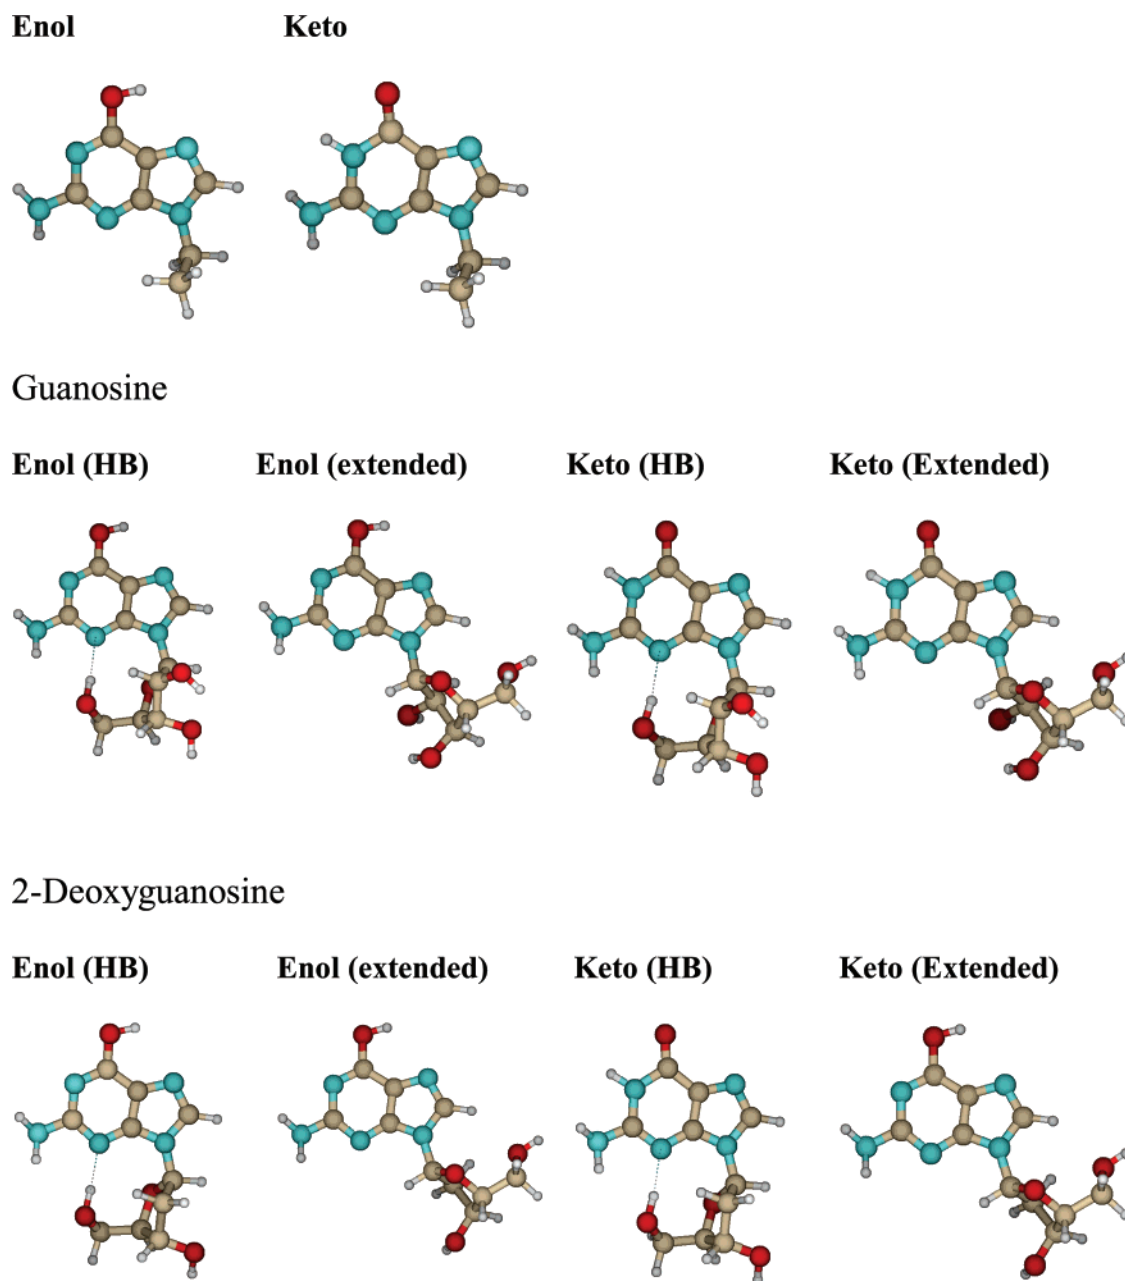 Enol Keto
Guanosine
Enol (HB) Enol (extended) Keto (HB) Keto (Extended)
2-Deoxyguanosine
Enol (HB) Enol (extended) Keto (HB) Keto (Extended)